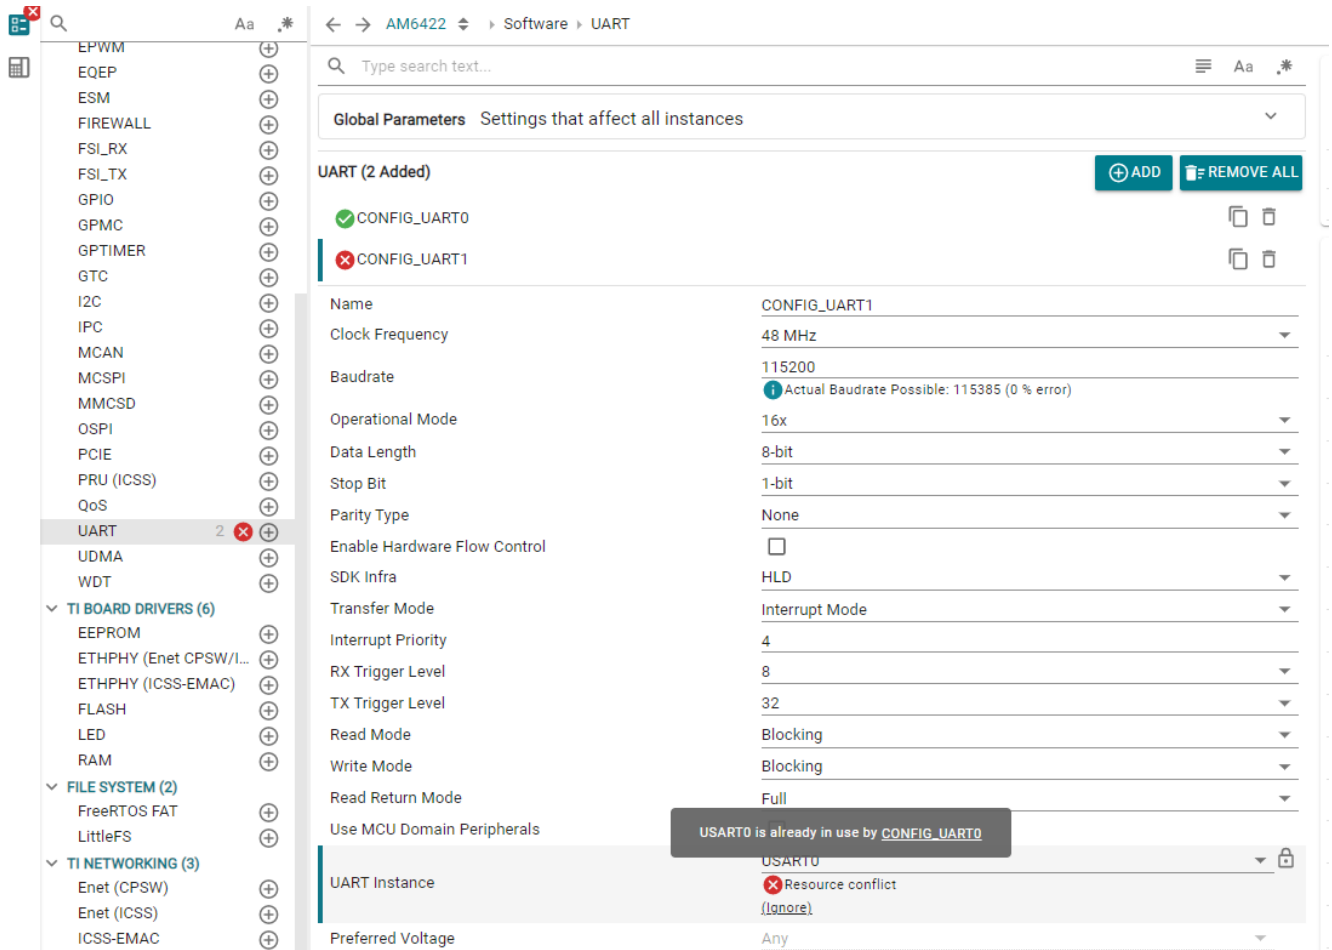 Aa .*
AM6422 Software UART
EPWM
EQEP
ESM
FIREWALL
FSI_RX
FSI_TX
GPIO
GPMC
GPTIMER
GTC
I2C
IPC
MCAN
MCSPI
MMCSD
OSPI
PCIE
PRU (ICSS)
QoS
UART 2
UDMA
WDT
TI BOARD DRIVERS (6)
EEPROM
ETHPHY (Enet CPSW/I...
ETHPHY (ICSS-EMAC)
FLASH
LED
RAM
FILE SYSTEM (2)
FreeRTOS FAT
LittleFS
TI NETWORKING (3)
Enet (CPSW)
Enet (ICSS)
ICSS-EMAC
Type search text... Aa .*
Global Parameters Settings that affect all instances
UART (2 Added) ADD REMOVE ALL
CONFIG_UART0
CONFIG_UART1
Name CONFIG_UART1
Clock Frequency 48 MHz
Baudrate 115200
Actual Baudrate Possible: 115385 (0 % error)
Operational Mode 16x
Data Length 8-bit
Stop Bit 1-bit
Parity Type None
Enable Hardware Flow Control
SDK Infra HLD
Transfer Mode Interrupt Mode
Interrupt Priority 4
RX Trigger Level 8
TX Trigger Level 32
Read Mode Blocking
Write Mode Blocking
Read Return Mode Full
Use MCU Domain Peripherals
USART0 is already in use by CONFIG_UART0
UART Instance USART0
Resource conflict
(Ignore)
Preferred Voltage Any